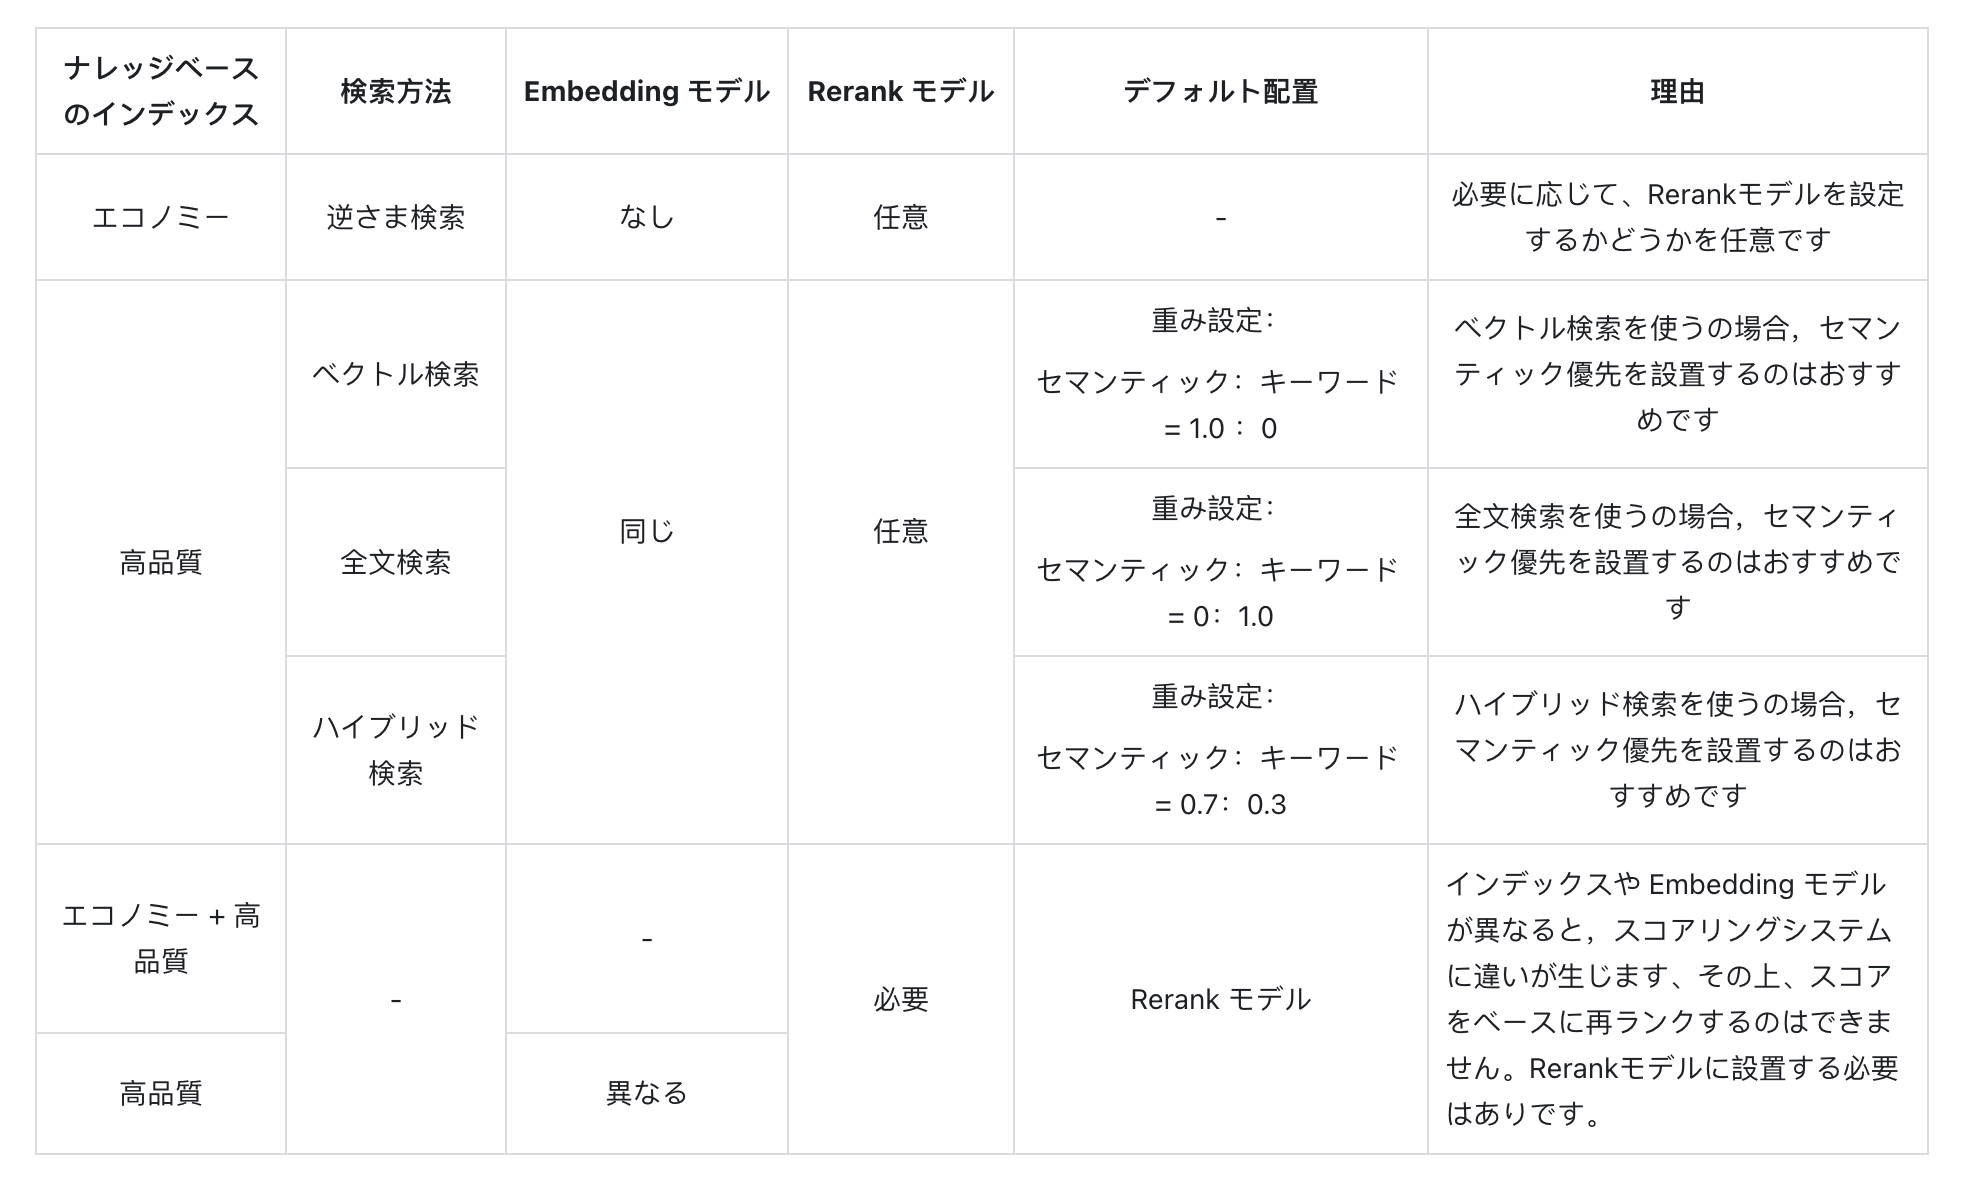 ナレッジベース
のインデックス
検索方法
Embedding モデル
Rerank モデル
デフォルト配置
理由
エコノミー
逆さま検索
なし
任意
-
必要に応じて、Rerankモデルを設定
するかどうかを任意です
高品質
ベクトル検索
同じ
任意
重み設定：
セマンティック：キーワード
= 1.0 ：0
ベクトル検索を使うの場合，セマン
ティック優先を設置するのはおすす
めです
全文検索
重み設定：
セマンティック：キーワード
= 0：1.0
全文検索を使うの場合，セマンティ
ック優先を設置するのはおすすめで
す
ハイブリッド
検索
重み設定：
セマンティック：キーワード
= 0.7：0.3
ハイブリッド検索を使うの場合，セ
マンティック優先を設置するのはお
すすめです
エコノミー + 高
品質
-
-
必要
Rerank モデル
インデックスや Embedding モデル
が異なると，スコアリングシステム
に違いが生じます、その上、スコア
をベースに再ランクするのはできま
せん。Rerankモデルに設置する必要
はありです。
高品質
異なる